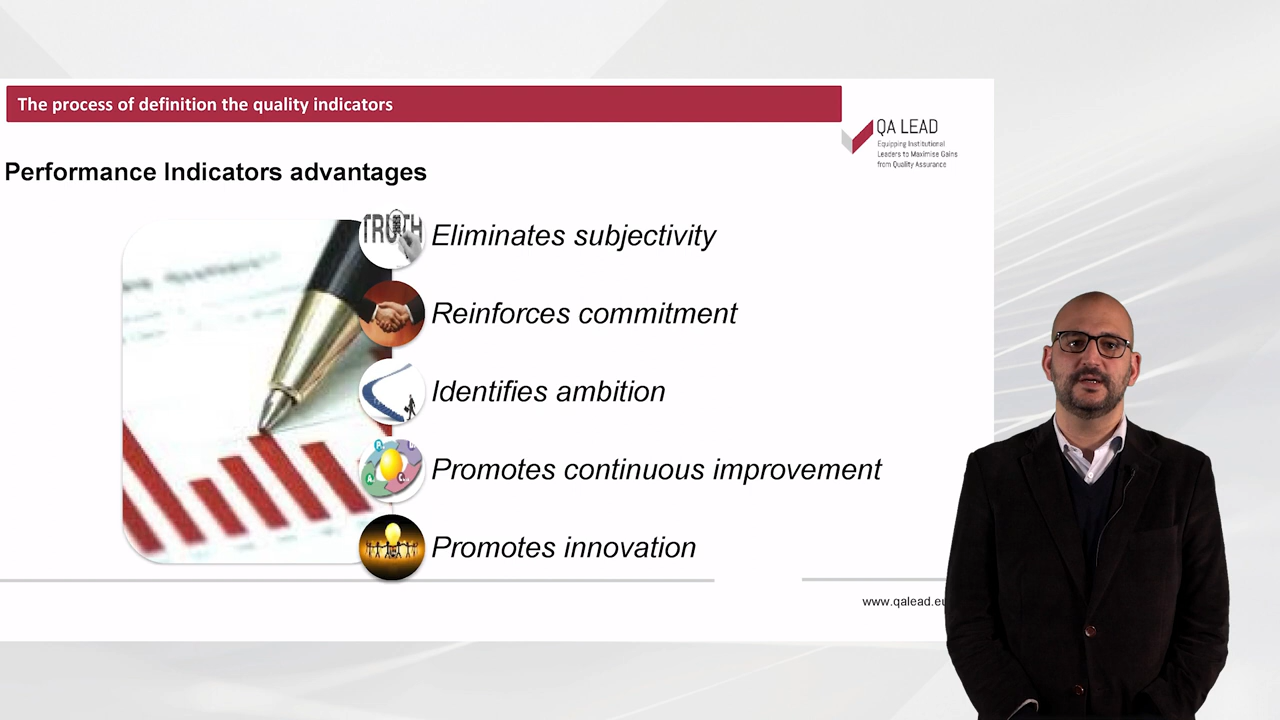 The process of definition the quality indicators
QA LEAD
Equipping Institutional
Leaders to Maximise Gains
from Quality Assurance
Performance Indicators advantages
TRUTH
Eliminates subjectivity
Reinforces commitment
Identifies ambition
Promotes continuous improvement
Promotes innovation
www.qalead.eu